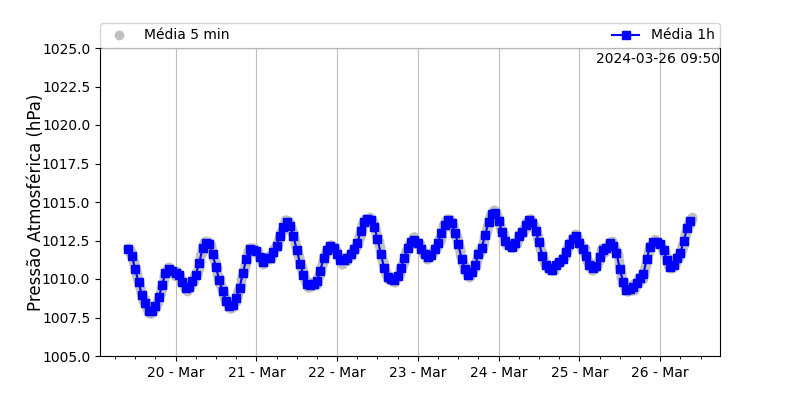 Média 5 min
Média 1h
2024-03-26 09:50
Pressão Atmosférica (hPa)
1025.0
1022.5
1020.0
1017.5
1015.0
1012.5
1010.0
1007.5
1005.0
20 - Mar
21 - Mar
22 - Mar
23 - Mar
24 - Mar
25 - Mar
26 - Mar